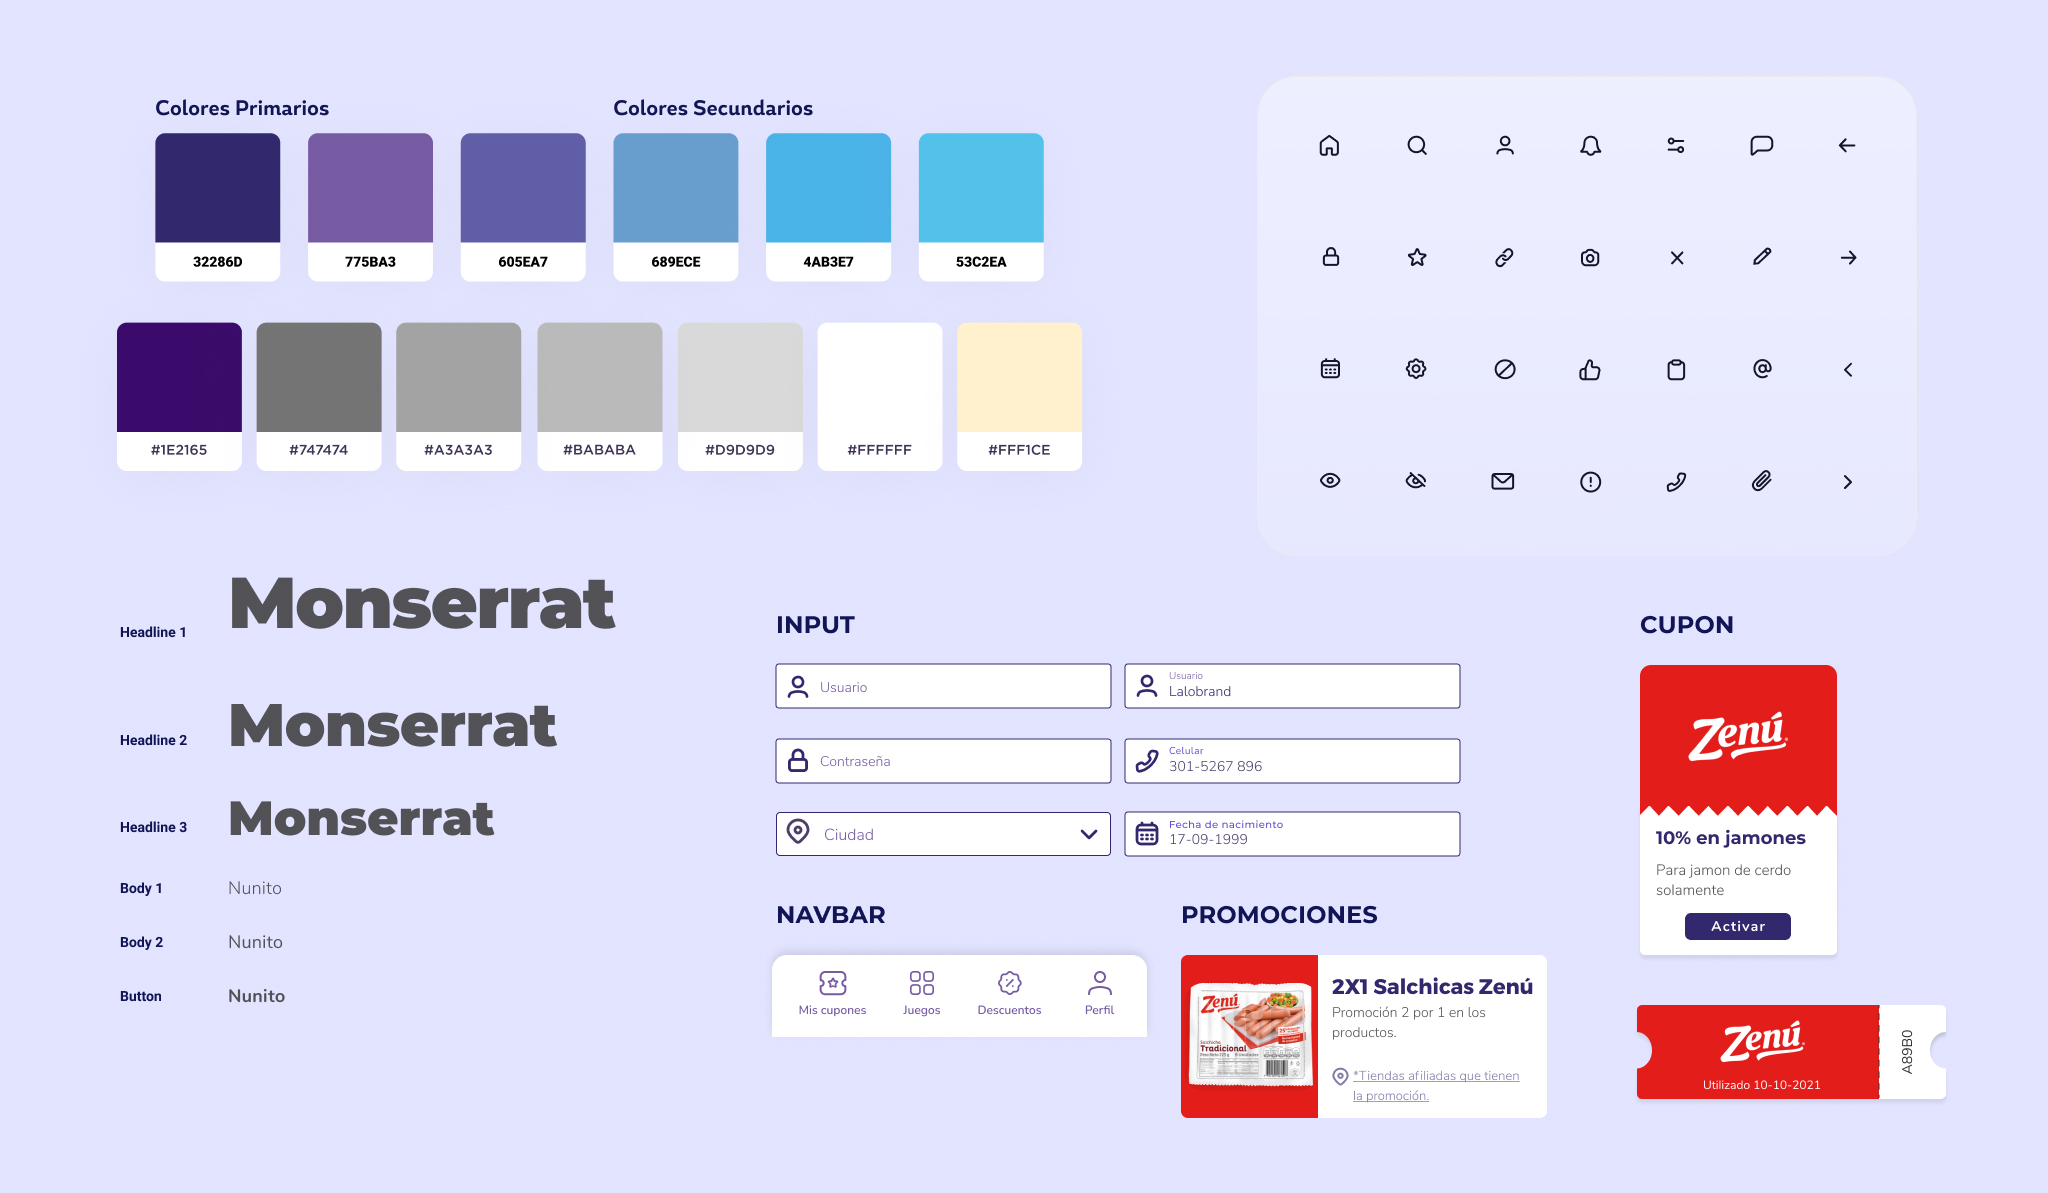 Colores Primarios
Colores Secundarios
32286D
775BA3
605EA7
689ECE
4AB3E7
53C2EA
#1E2165
#747474
#A3A3A3
#BABABA
#D9D9D9
#FFFFFF
#FFF1CE
Headline 1
Monserrat
Headline 2
Monserrat
Headline 3
Monserrat
Body 1
Nunito
Body 2
Nunito
Button
Nunito
INPUT
Usuario
Usuario
Lalobrand
Contraseña
Celular
301-5267 896
Ciudad
Fecha de nacimiento
17-09-1999
NAVBAR
Mis cupones
Juegos
Descuentos
Perfil
PROMOCIONES
Zenú
Salchicha
Tradicional
2X1 Salchicas Zenú
Promoción 2 por 1 en los
productos.
*Tiendas afiliadas que tienen
la promoción.
CUPON
Zenú
10% en jamones
Para jamon de cerdo
solamente
Activar
Zenú
Utilizado 10-10-2021
A89B0